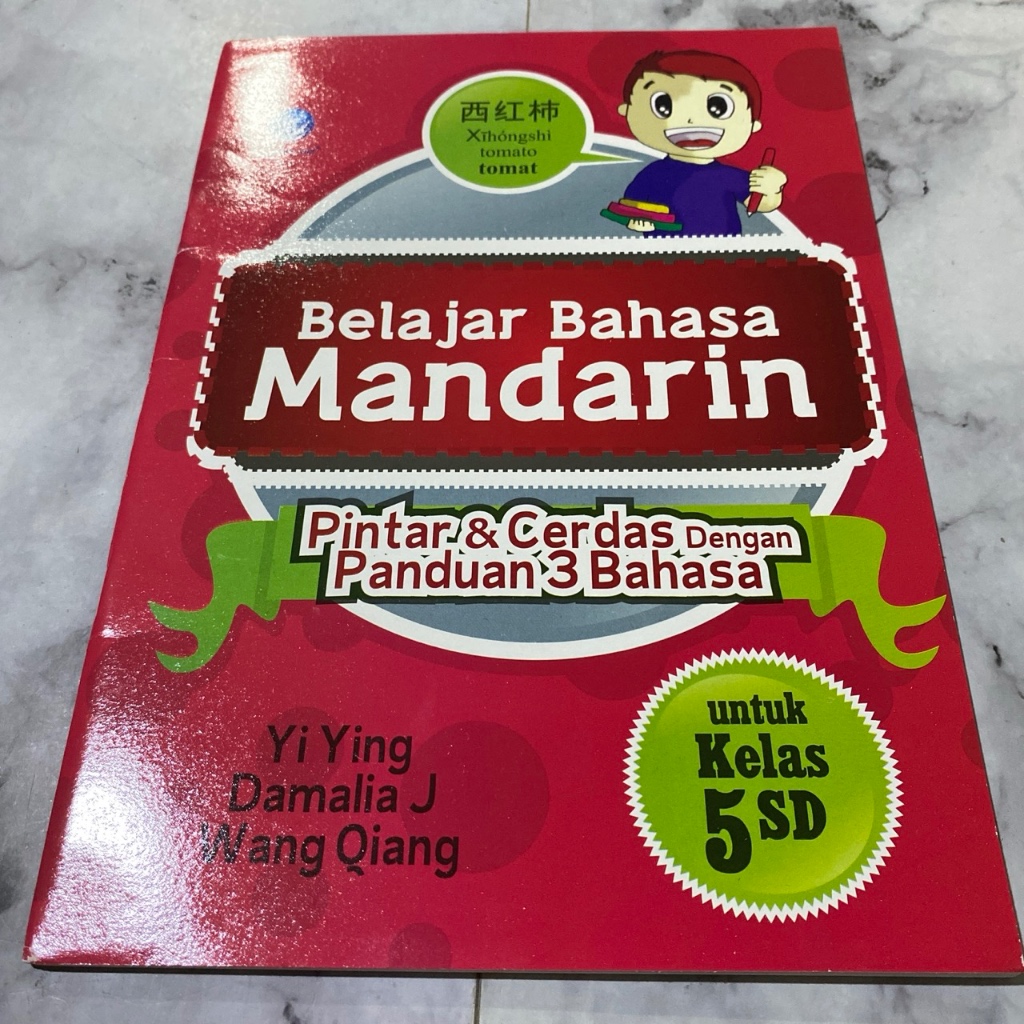 西红柿
Xīhóngshì
tomato
tomat
Belajar Bahasa
Mandarin
Pintar & Cerdas Dengan
Panduan 3 Bahasa
Yi Ying
Damalia J
Wang Qiang
untuk
Kelas
5 SD